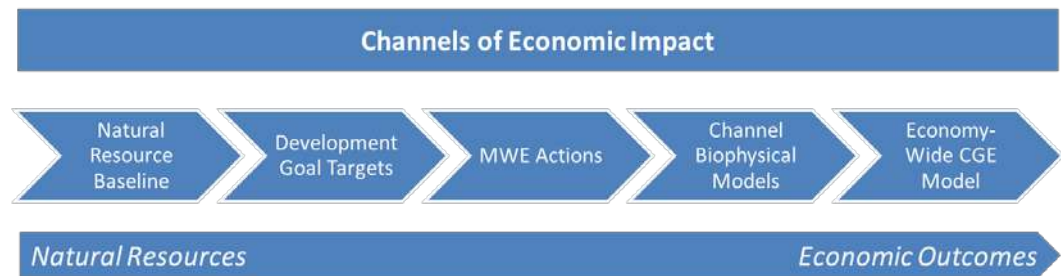 Channels of Economic Impact
Natural
Resource
Baseline
Development
Goal Targets
MWE Actions
Channel
Biophysical
Models
Economy-
Wide CGE
Model
Natural Resources
Economic Outcomes